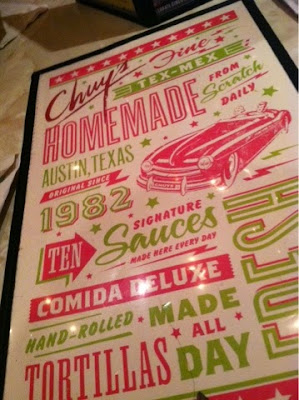 Chuy's Fine
TEX-MEX
HOMEMADE
FROM
Scratch
DAILY
AUSTIN, TEXAS
ORIGINAL SINCE
1982
TEN
SIGNATURE
Sauces
MADE HERE EVERY DAY
COMIDA DELUXE
FRESH
HAND-ROLLED
MADE
TORTILLAS
ALL
DAY